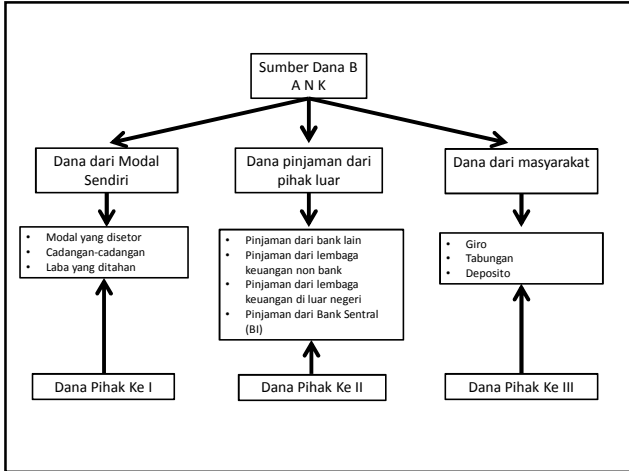 Sumber Dana B
A N K
Dana dari Modal
Sendiri
Dana pinjaman dari
pihak luar
Dana dari masyarakat
• Modal yang disetor
• Cadangan-cadangan
• Laba yang ditahan
• Pinjaman dari bank lain
• Pinjaman dari lembaga
keuangan non bank
• Pinjaman dari lembaga
keuangan di luar negeri
• Pinjaman dari Bank Sentral
(BI)
• Giro
• Tabungan
• Deposito
Dana Pihak Ke I
Dana Pihak Ke II
Dana Pihak Ke III